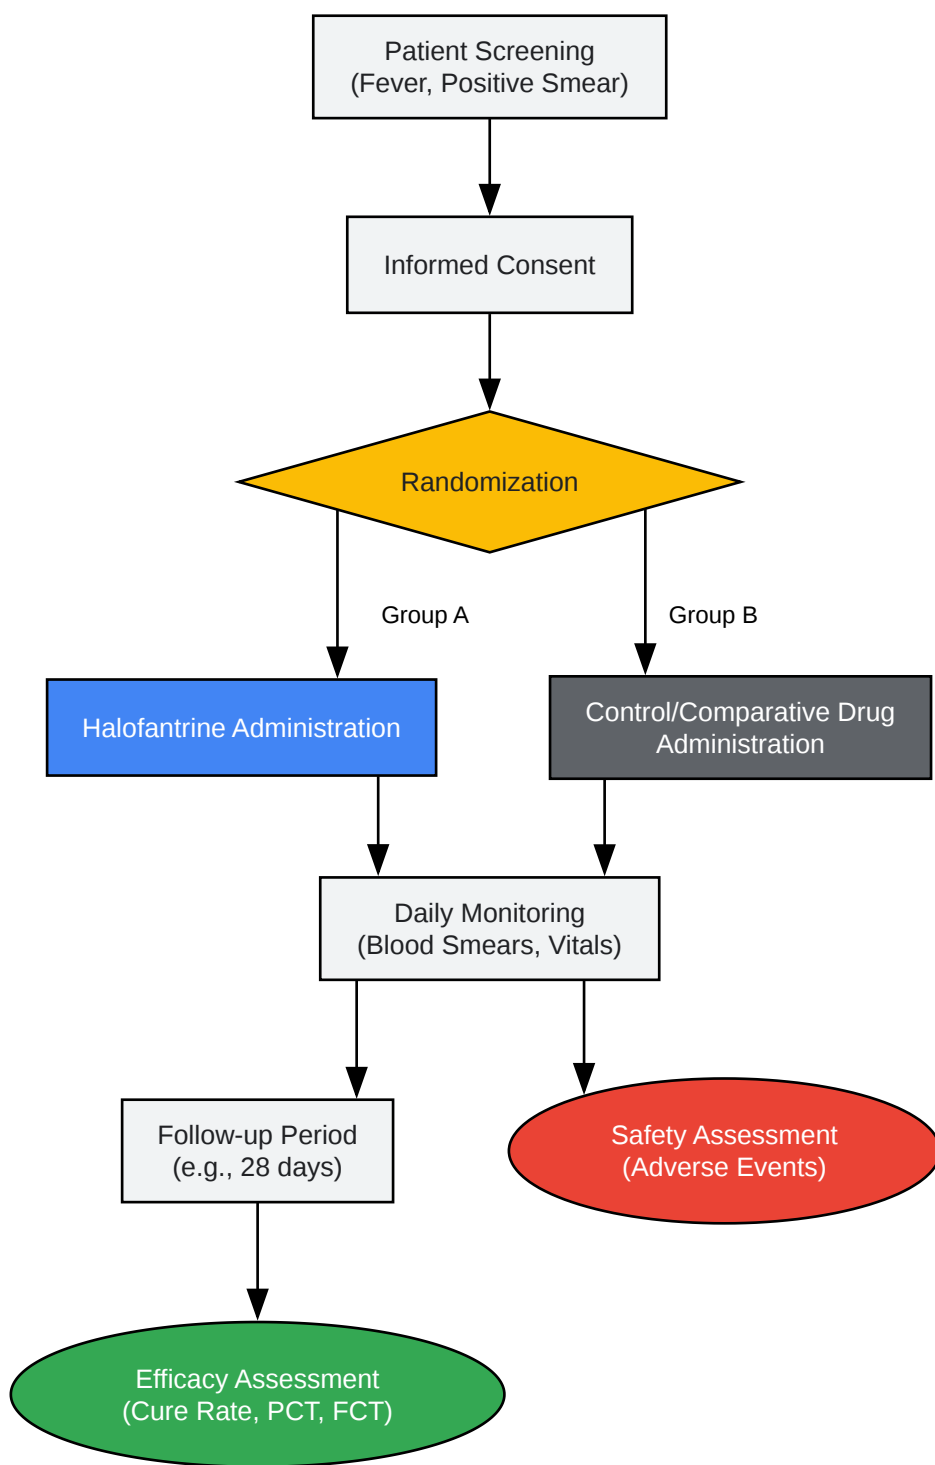 Patient Screening
(Fever, Positive Smear)
Informed Consent
Randomization
Group A
Group B
Halofantrine Administration
Control/Comparative Drug
Administration
Daily Monitoring
(Blood Smears, Vitals)
Follow-up Period
(e.g., 28 days)
Safety Assessment
(Adverse Events)
Efficacy Assessment
(Cure Rate, PCT, FCT)